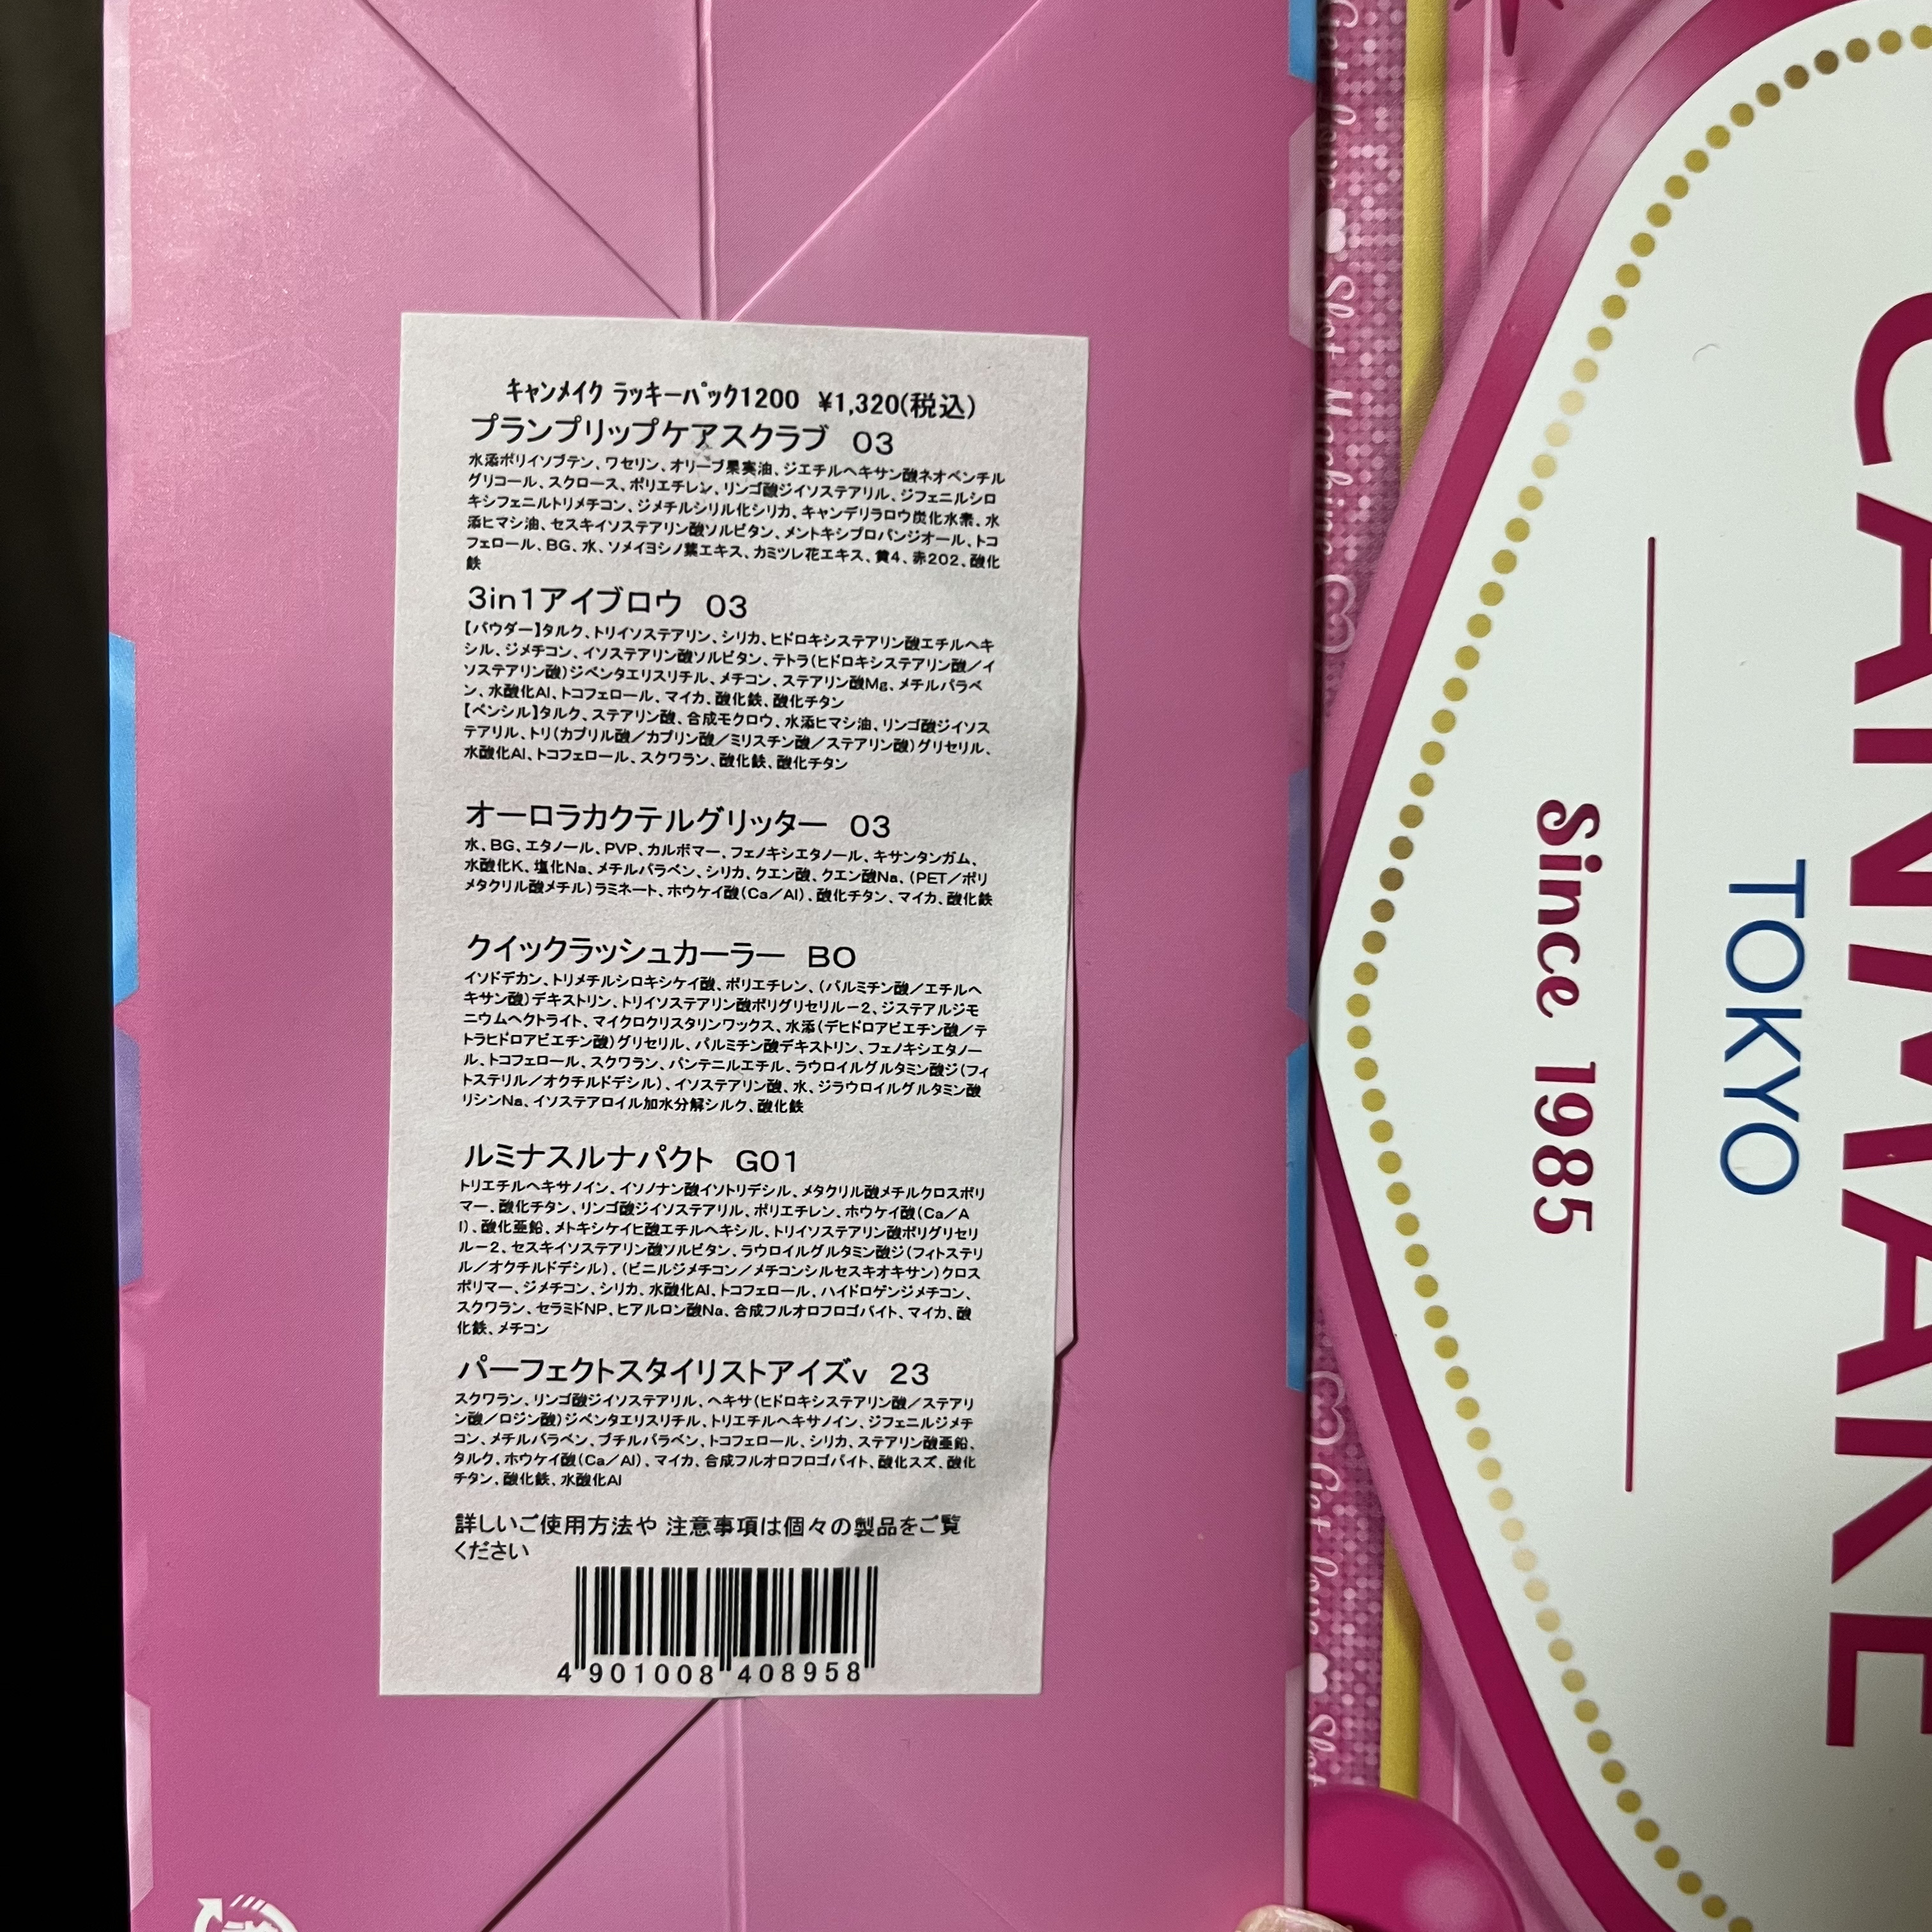 キャンメイク ラッキーパック1200 ¥1,320(税込)
プランプリップケアスクラブ 03
水添ポリイソブテン、ワセリン、オリーブ果実油、ジエチルヘキサン酸ネオペンチル
グリコール、スクロース、ポリエチレン、リンゴ酸ジイソステアリル、ジフェニルシロ
キシフェニルトリメチコン、ジメチルシリル化シリカ、キャンデリラロウ炭化水素、水
添ヒマシ油、セスキイソステアリン酸ソルビタン、メントキシプロパンジオール、トコ
フェロール、BG、水、ソメイヨシノ葉エキス、カミツレ花エキス、黄4、赤202、酸化
鉄
3in1アイブロウ 03
【パウダー】タルク、トリイソステアリン、シリカ、ヒドロキシステアリン酸エチルヘキ
シル、ジメチコン、イソステアリン酸ソルビタン、テトラ(ヒドロキシステアリン酸/イ
ソステアリン酸)ジペンタエリスリチル、メチコン、ステアリン酸Mg、メチルパラベ
ン、水酸化Al、トコフェロール、マイカ、酸化鉄、酸化チタン
【ペンシル】タルク、ステアリン酸、合成モクロウ、水添ヒマシ油、リンゴ酸ジイソス
テアリル、トリ(カプリル酸/カプリン酸/ミリスチン酸/ステアリン酸)グリセリル、
水酸化Al、トコフェロール、スクワラン、酸化鉄、酸化チタン
オーロラカクテルグリッター 03
水、BG、エタノール、PVP、カルボマー、フェノキシエタノール、キサンタンガム、
水酸化K、塩化Na、メチルパラベン、シリカ、クエン酸、クエン酸Na、(PET/ポリ
メタクリル酸メチル)ラミネート、ホウケイ酸(Ca/Al)、酸化チタン、マイカ、酸化鉄
クイックラッシュカーラー BO
イソドデカン、トリメチルシロキシケイ酸、ポリエチレン、(パルミチン酸/エチルヘ
キサン酸)デキストリン、トリイソステアリン酸ポリグリセリル-2、ジステアルジモ
ニウムヘクトライト、マイクロクリスタリンワックス、水添(デヒドロアビエチン酸/テ
トラヒドロアビエチン酸)グリセリル、パルミチン酸デキストリン、フェノキシエタノー
ル、トコフェロール、スクワラン、パンテニルエチル、ラウロイルグルタミン酸ジ(フィ
トステリル/オクチルドデシル)、イソステアリン酸、水、ジラウロイルグルタミン酸
リシンNa、イソステアロイル加水分解シルク、酸化鉄
ルミナスルナパクト G01
トリエチルヘキサノイン、イソノナン酸イソトリデシル、メタクリル酸メチルクロスポリ
マー、酸化チタン、リンゴ酸ジイソステアリル、ポリエチレン、ホウケイ酸(Ca/A
l)、酸化亜鉛、メトキシケイヒ酸エチルヘキシル、トリイソステアリン酸ポリグリセリ
ル-2、セスキイソステアリン酸ソルビタン、ラウロイルグルタミン酸ジ(フィトステリ
ル/オクチルドデシル)、(ビニルジメチコン/メチコンシルセスキオキサン)クロス
ポリマー、ジメチコン、シリカ、水酸化Al、トコフェロール、ハイドロゲンジメチコン、
スクワラン、セラミドNP、ヒアルロン酸Na、合成フルオロフロゴパイト、マイカ、酸
化鉄、メチコン
パーフェクトスタイリストアイズv 23
スクワラン、リンゴ酸ジイソステアリル、ヘキサ(ヒドロキシステアリン酸/ステアリ
ン酸/ロジン酸)ジペンタエリスリチル、トリエチルヘキサノイン、ジフェニルジメチ
コン、メチルパラベン、ブチルパラベン、トコフェロール、シリカ、ステアリン酸亜鉛、
タルク、ホウケイ酸(Ca/Al)、マイカ、合成フルオロフロゴパイト、酸化スズ、酸化
チタン、酸化鉄、水酸化Al
詳しいご使用方法や 注意事項は個々の製品をご覧
ください
4 901008 408958
Get love ♥ Slot Machine ♡
♡ Get love ♥ Slot
CANMAKE
TOKYO
Since 1985